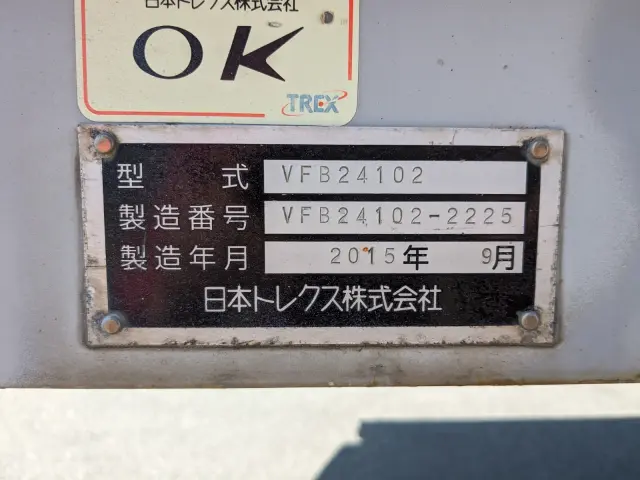 日本トレクス株式会社
OK
TREX
型式 VFB24102
製造番号 VFB24102-2225
製造年月 2015年 9月
日本トレクス株式会社